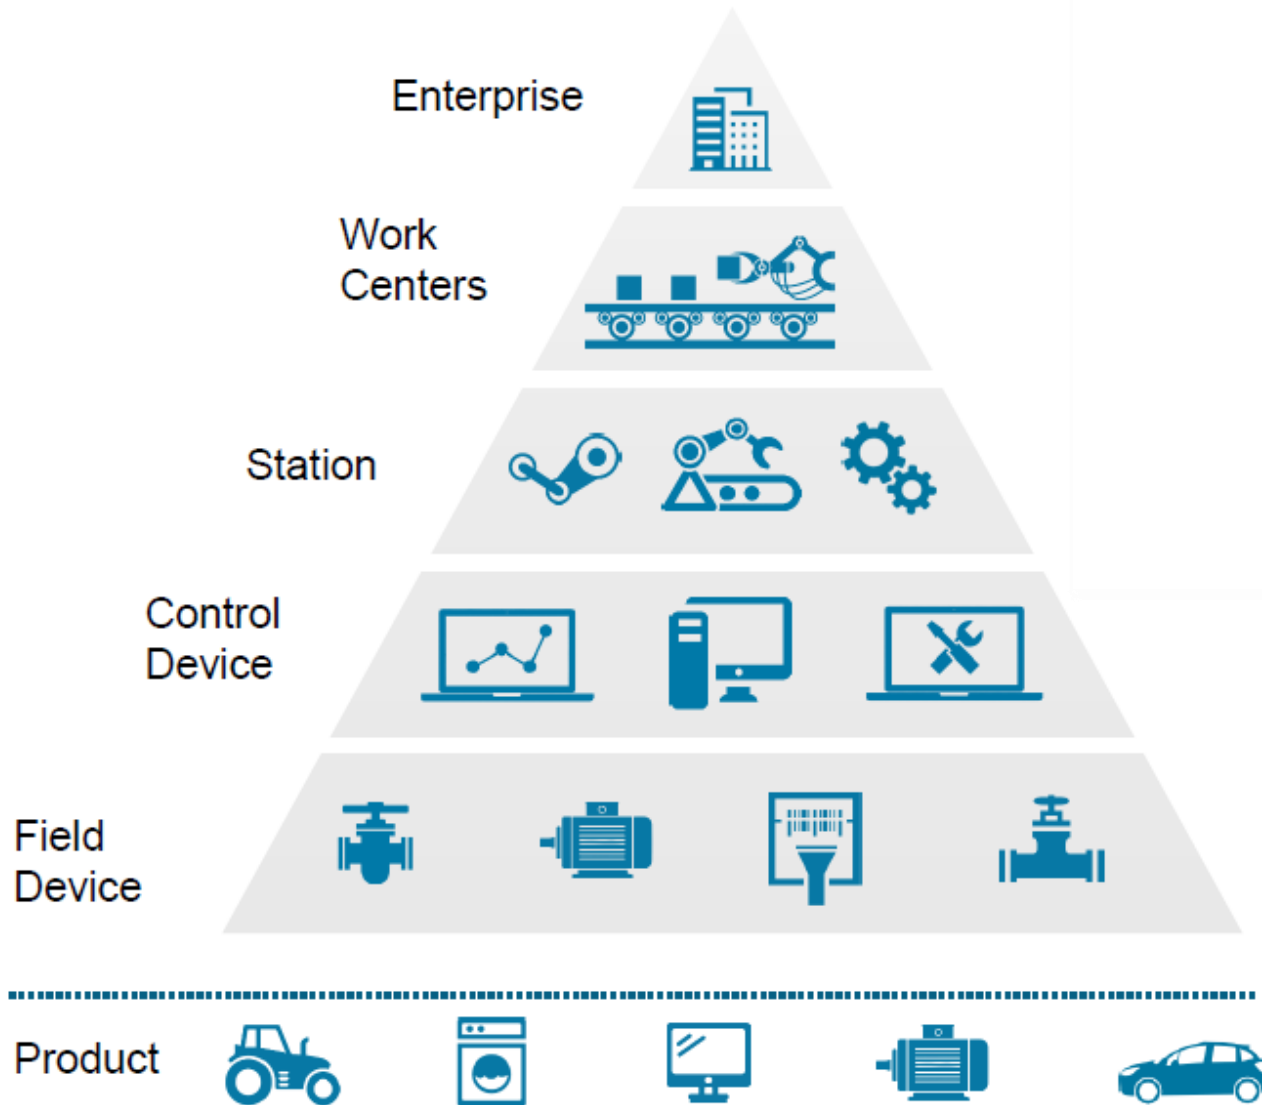 Enterprise
Work
Centers
Station
Control
Device
Field
Device
Product